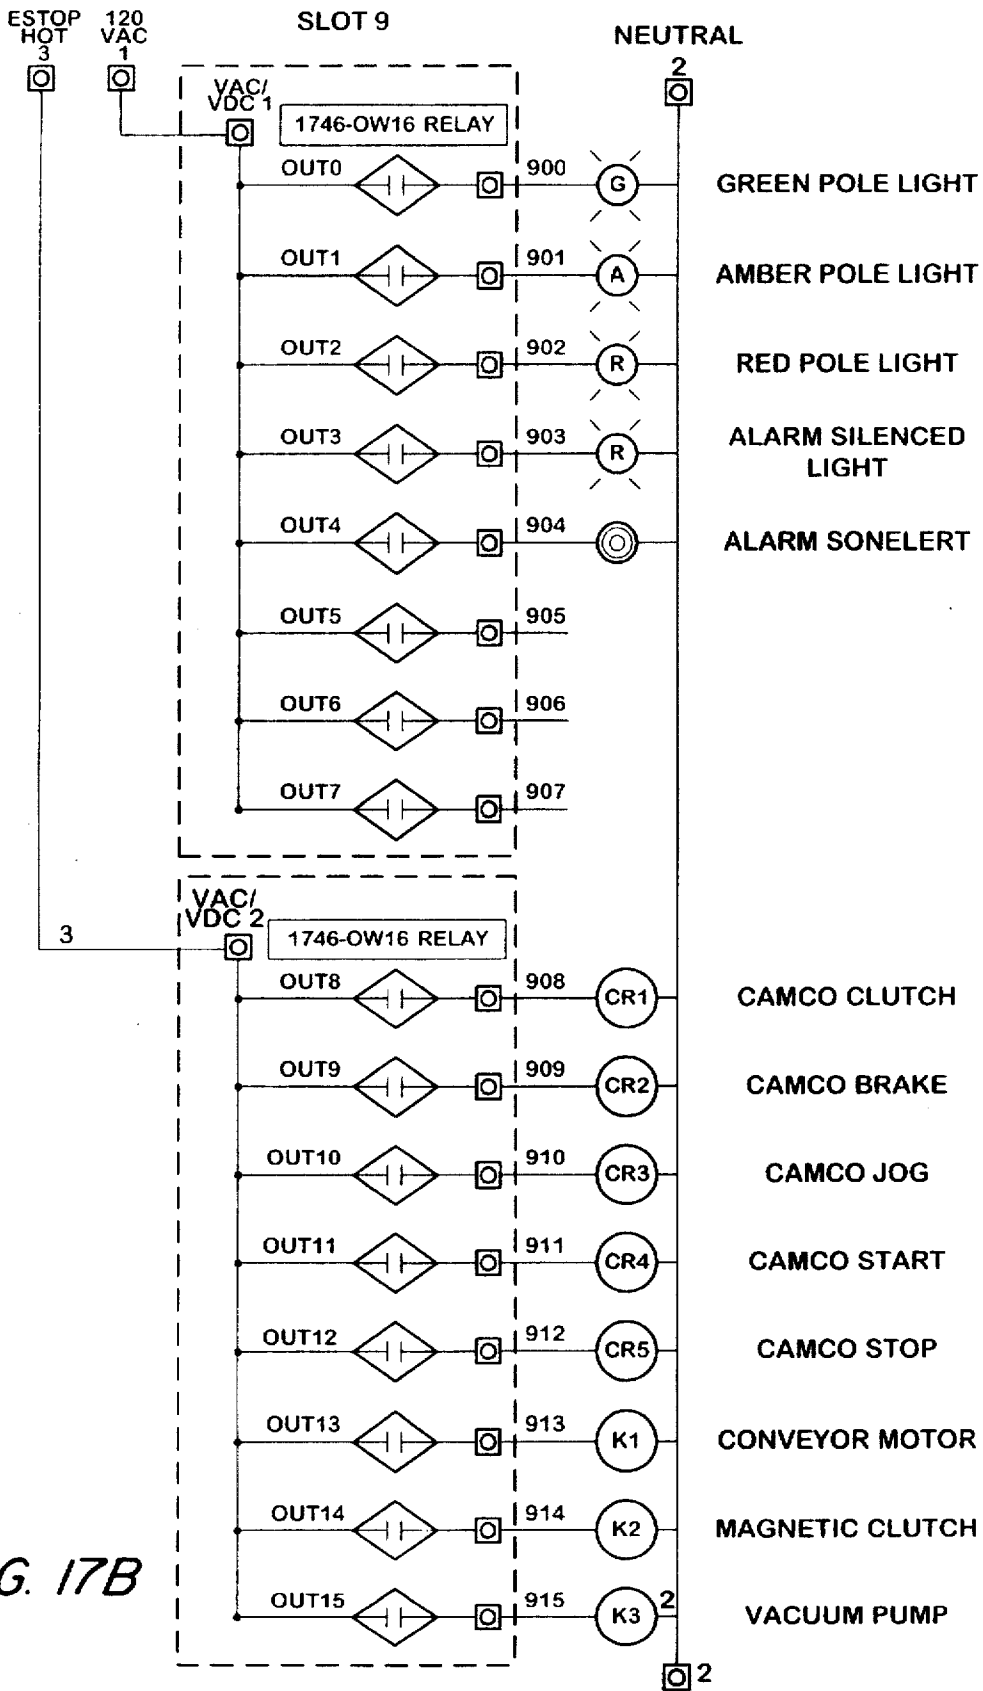 ESTOP HOT 3
120 VAC 1
SLOT 9
NEUTRAL
2
VAC/
VDC 1
1746-OW16 RELAY
OUT0 900 G GREEN POLE LIGHT
OUT1 901 A AMBER POLE LIGHT
OUT2 902 R RED POLE LIGHT
OUT3 903 R ALARM SILENCED
LIGHT
OUT4 904 ALARM SONELERT
OUT5 905
OUT6 906
OUT7 907
VAC/
VDC 2
3
1746-OW16 RELAY
OUT8 908 CR1 CAMCO CLUTCH
OUT9 909 CR2 CAMCO BRAKE
OUT10 910 CR3 CAMCO JOG
OUT11 911 CR4 CAMCO START
OUT12 912 CR5 CAMCO STOP
OUT13 913 K1 CONVEYOR MOTOR
OUT14 914 K2 MAGNETIC CLUTCH
OUT15 915 K3 2 VACUUM PUMP
2
G. 17B